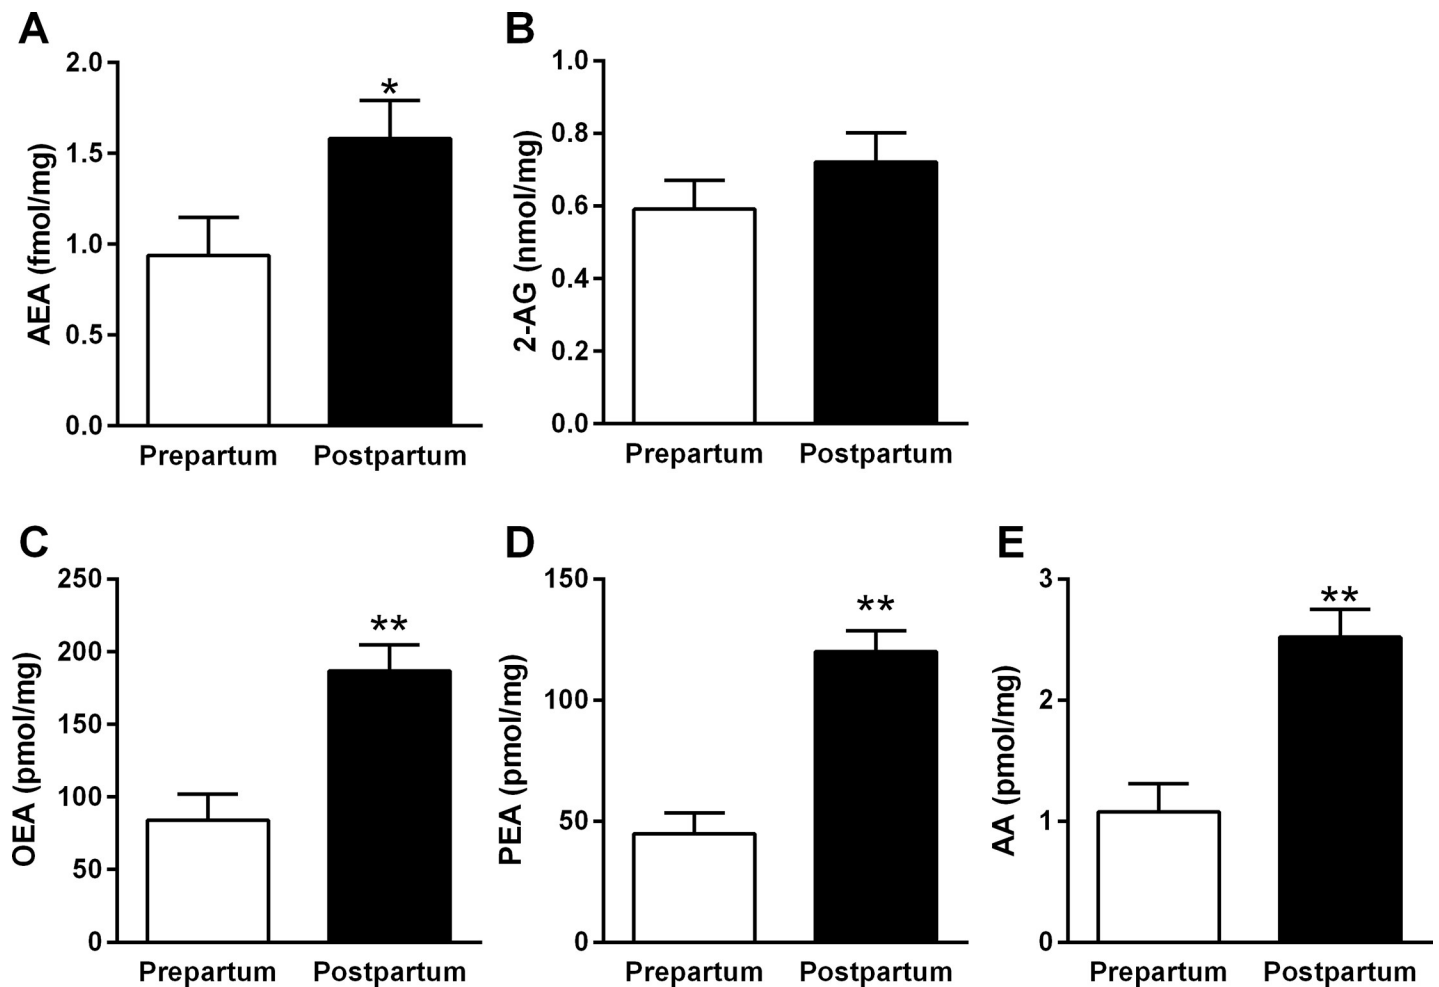 A
AEA (fmol/mg)
2.0
1.5
1.0
0.5
0.0
*
Prepartum Postpartum
B
2-AG (nmol/mg)
1.0
0.8
0.6
0.4
0.2
0.0
Prepartum Postpartum
C
OEA (pmol/mg)
250
200
150
100
50
0
**
Prepartum Postpartum
D
PEA (pmol/mg)
150
100
50
0
**
Prepartum Postpartum
E
AA (pmol/mg)
3
2
1
0
**
Prepartum Postpartum